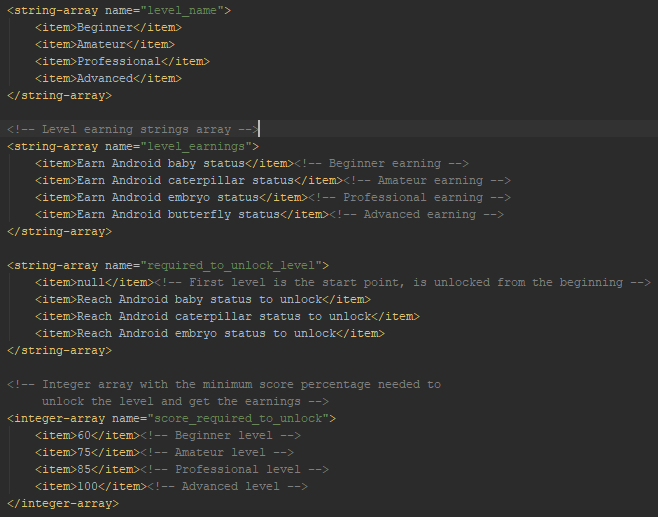 <string-array name="level_name">
    <item>Beginner</item>
    <item>Amateur</item>
    <item>Professional</item>
    <item>Advanced</item>
</string-array>

<!-- Level earning strings array -->
<string-array name="level_earnings">
    <item>Earn Android baby status</item><!-- Beginner earning -->
    <item>Earn Android caterpillar status</item><!-- Amateur earning -->
    <item>Earn Android embryo status</item><!-- Professional earning -->
    <item>Earn Android butterfly status</item><!-- Advanced earning -->
</string-array>

<string-array name="required_to_unlock_level">
    <item>null</item><!-- First level is the start point, is unlocked from the beginning -->
    <item>Reach Android baby status to unlock</item>
    <item>Reach Android caterpillar status to unlock</item>
    <item>Reach Android embryo status to unlock</item>
</string-array>

<!-- Integer array with the minimum score percentage needed to
     unlock the level and get the earnings -->
<integer-array name="score_required_to_unlock">
    <item>60</item><!-- Beginner level -->
    <item>75</item><!-- Amateur level -->
    <item>85</item><!-- Professional level -->
    <item>100</item><!-- Advanced level -->
</integer-array>